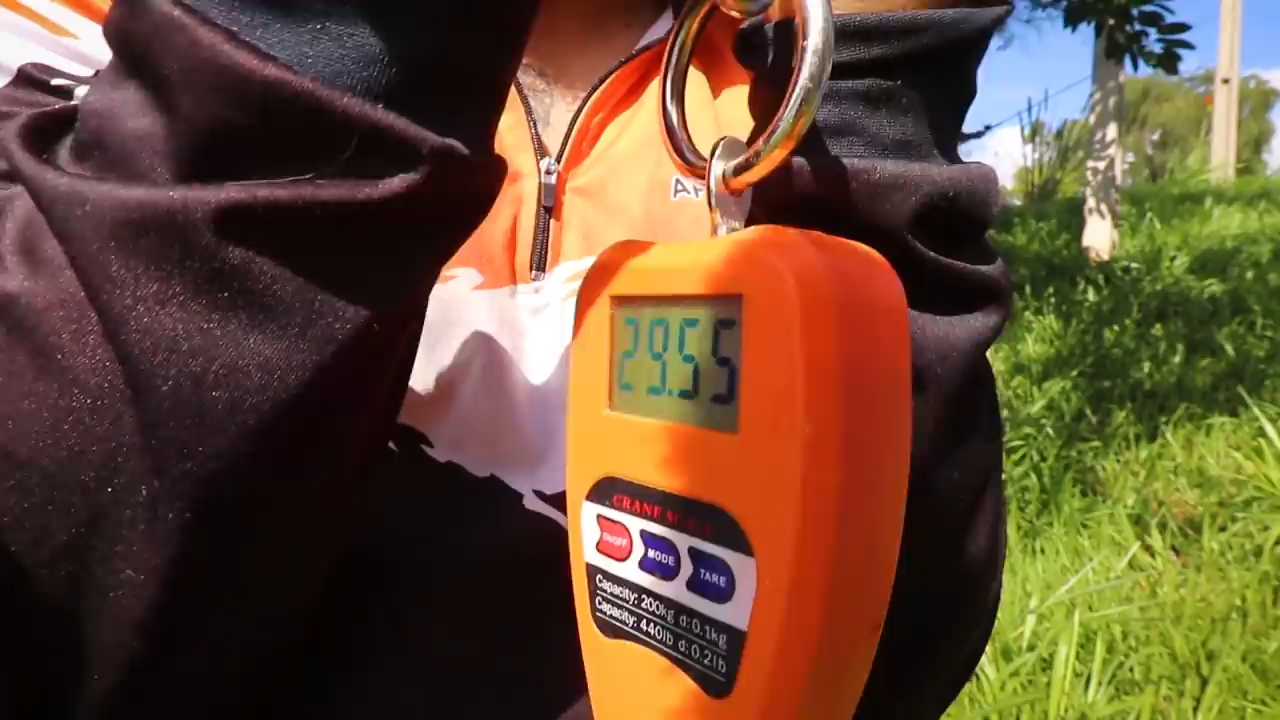 29.55
CRANE SCALE
ON/OFF
MODE
TARE
Capacity: 200kg d:0.1kg
Capacity: 440lb d:0.2lb